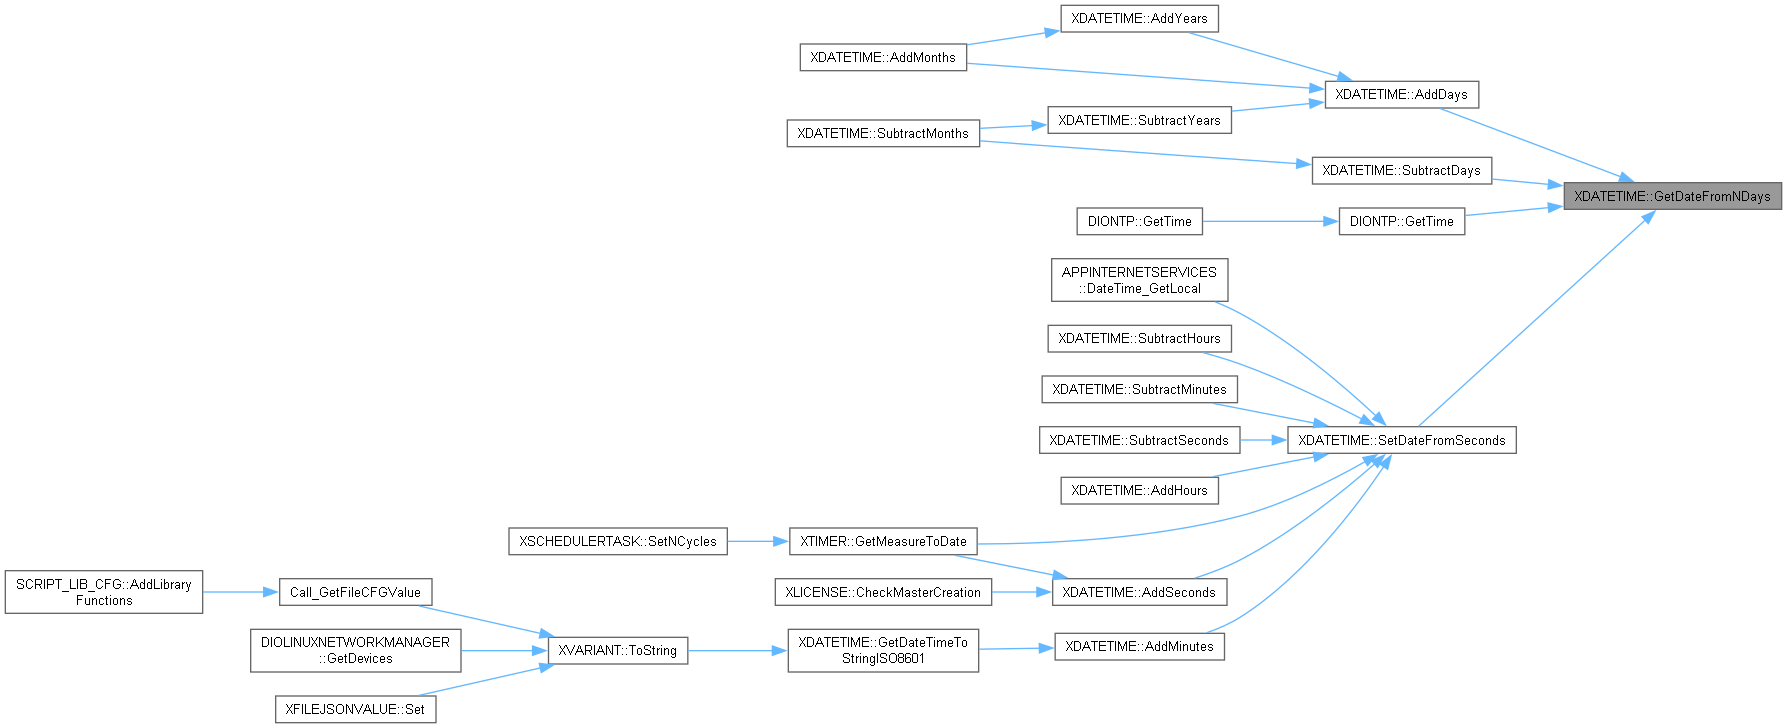 XDATETIME::AddYears
XDATETIME::AddMonths
XDATETIME::AddDays
XDATETIME::SubtractYears
XDATETIME::SubtractMonths
XDATETIME::SubtractDays
XDATETIME::GetDateFromNDays
DIONTP::GetTime
DIONTP::GetTime
APPINTERNETSERVICES
::DateTime_GetLocal
XDATETIME::SubtractHours
XDATETIME::SubtractMinutes
XDATETIME::SubtractSeconds
XDATETIME::SetDateFromSeconds
XDATETIME::AddHours
XSCHEDULERTASK::SetNCycles
XTIMER::GetMeasureToDate
SCRIPT_LIB_CFG::AddLibrary
Functions
Call_GetFileCFGValue
XLICENSE::CheckMasterCreation
XDATETIME::AddSeconds
DIOLINUXNETWORKMANAGER
::GetDevices
XVARIANT::ToString
XDATETIME::GetDateTimeTo
StringISO8601
XDATETIME::AddMinutes
XFILEJSONVALUE::Set